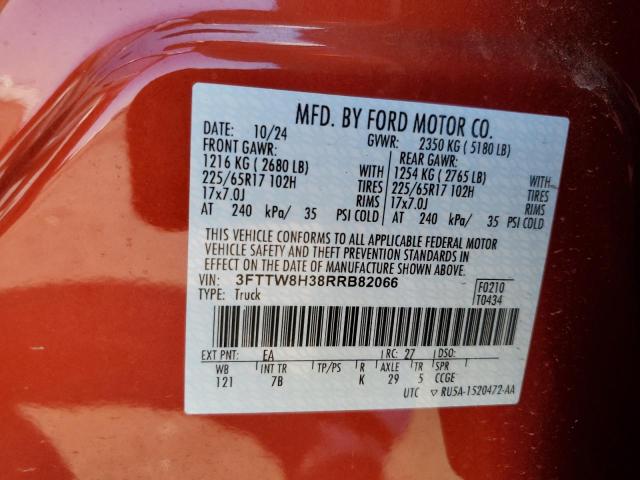 MFD. BY FORD MOTOR CO.
DATE: 10/24 GVWR: 2350 KG ( 5180 LB)
FRONT GAWR: REAR GAWR:
1216 KG ( 2680 LB) 1254 KG ( 2765 LB)
225/65R17 102H TIRES 225/65R17 102H TIRES
17x7.0J RIMS 17x7.0J RIMS
AT 240 kPa/ 35 PSI COLD AT 240 kPa/ 35 PSI COLD
THIS VEHICLE CONFORMS TO ALL APPLICABLE FEDERAL MOTOR
VEHICLE SAFETY AND THEFT PREVENTION STANDARDS IN
EFFECT ON THE DATE OF MANUFACTURE SHOWN ABOVE.
VIN: 3FTTW8H38RRB82066 F0210
TYPE: Truck T0434
EXT PNT: EA RC: 27 DSO:
WB INT TR TP/PS R AXLE TR SPR
121 7B K 29 5 CCGE
UTC ▽ RU5A-1520472-AA